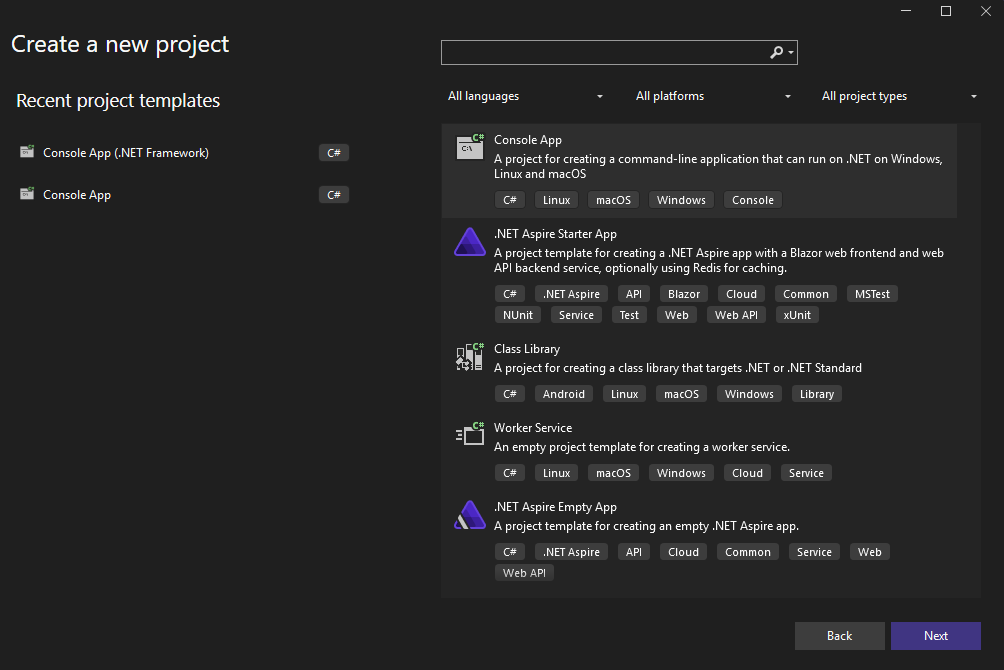 Create a new project
Recent project templates
Console App (.NET Framework) C#
Console App C#
All languages All platforms All project types
Console App
A project for creating a command-line application that can run on .NET on Windows,
Linux and macOS
C# Linux macOS Windows Console
.NET Aspire Starter App
A project template for creating a .NET Aspire app with a Blazor web frontend and web
API backend service, optionally using Redis for caching.
C# .NET Aspire API Blazor Cloud Common MSTest
NUnit Service Test Web Web API xUnit
Class Library
A project for creating a class library that targets .NET or .NET Standard
C# Android Linux macOS Windows Library
Worker Service
An empty project template for creating a worker service.
C# Linux macOS Windows Cloud Service
.NET Aspire Empty App
A project template for creating an empty .NET Aspire app.
C# .NET Aspire API Cloud Common Service Web
Web API
Back Next